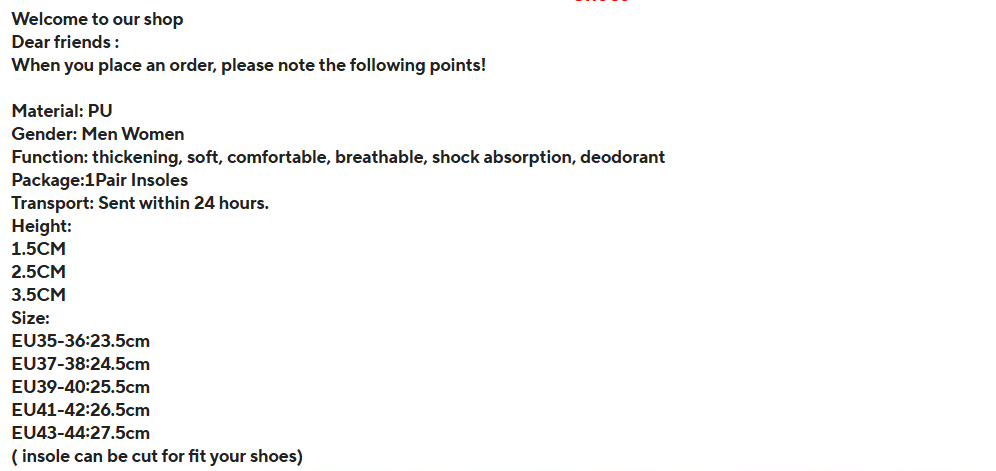 Welcome to our shop
Dear friends :
When you place an order, please note the following points!
Material: PU
Gender: Men Women
Function: thickening, soft, comfortable, breathable, shock absorption, deodorant
Package:1Pair Insoles
Transport: Sent within 24 hours.
Height:
1.5CM
2.5CM
3.5CM
Size:
EU35-36:23.5cm
EU37-38:24.5cm
EU39-40:25.5cm
EU41-42:26.5cm
EU43-44:27.5cm
( insole can be cut for fit your shoes)